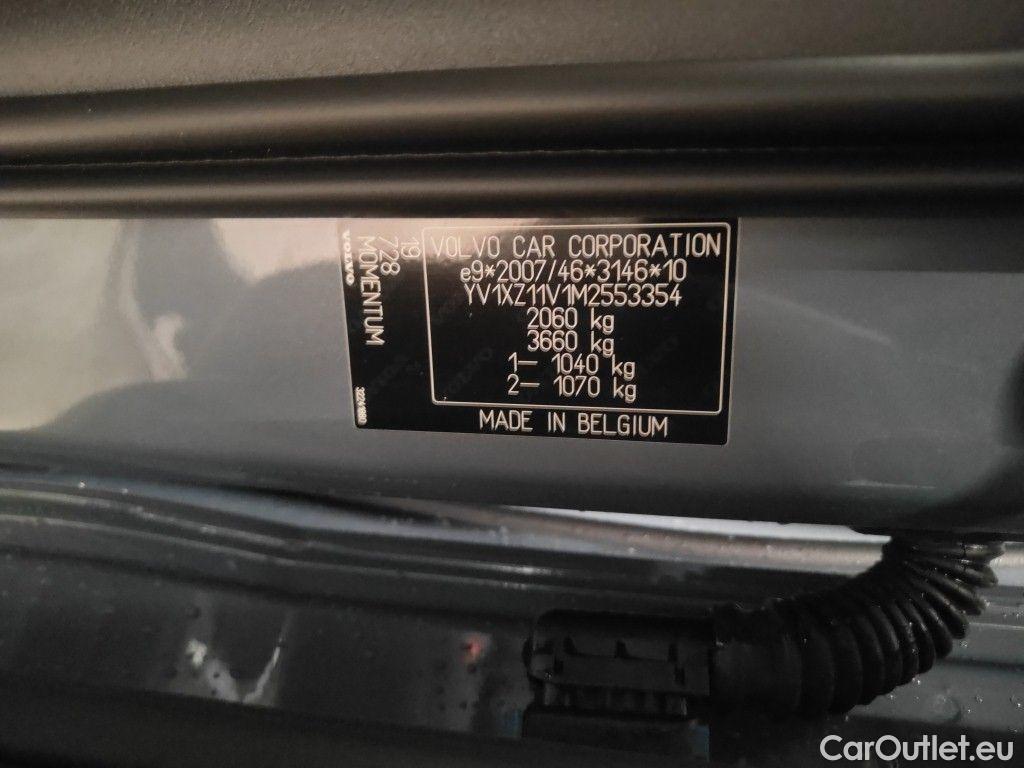 VOLVO CAR CORPORATION
e9*2007/46*3146*10
YV1XZ11V1M2553354
2060 kg
3660 kg
1- 1040 kg
2- 1070 kg
MADE IN BELGIUM
19
728
MOMENTUM
VOLVO
CarOutlet.eu